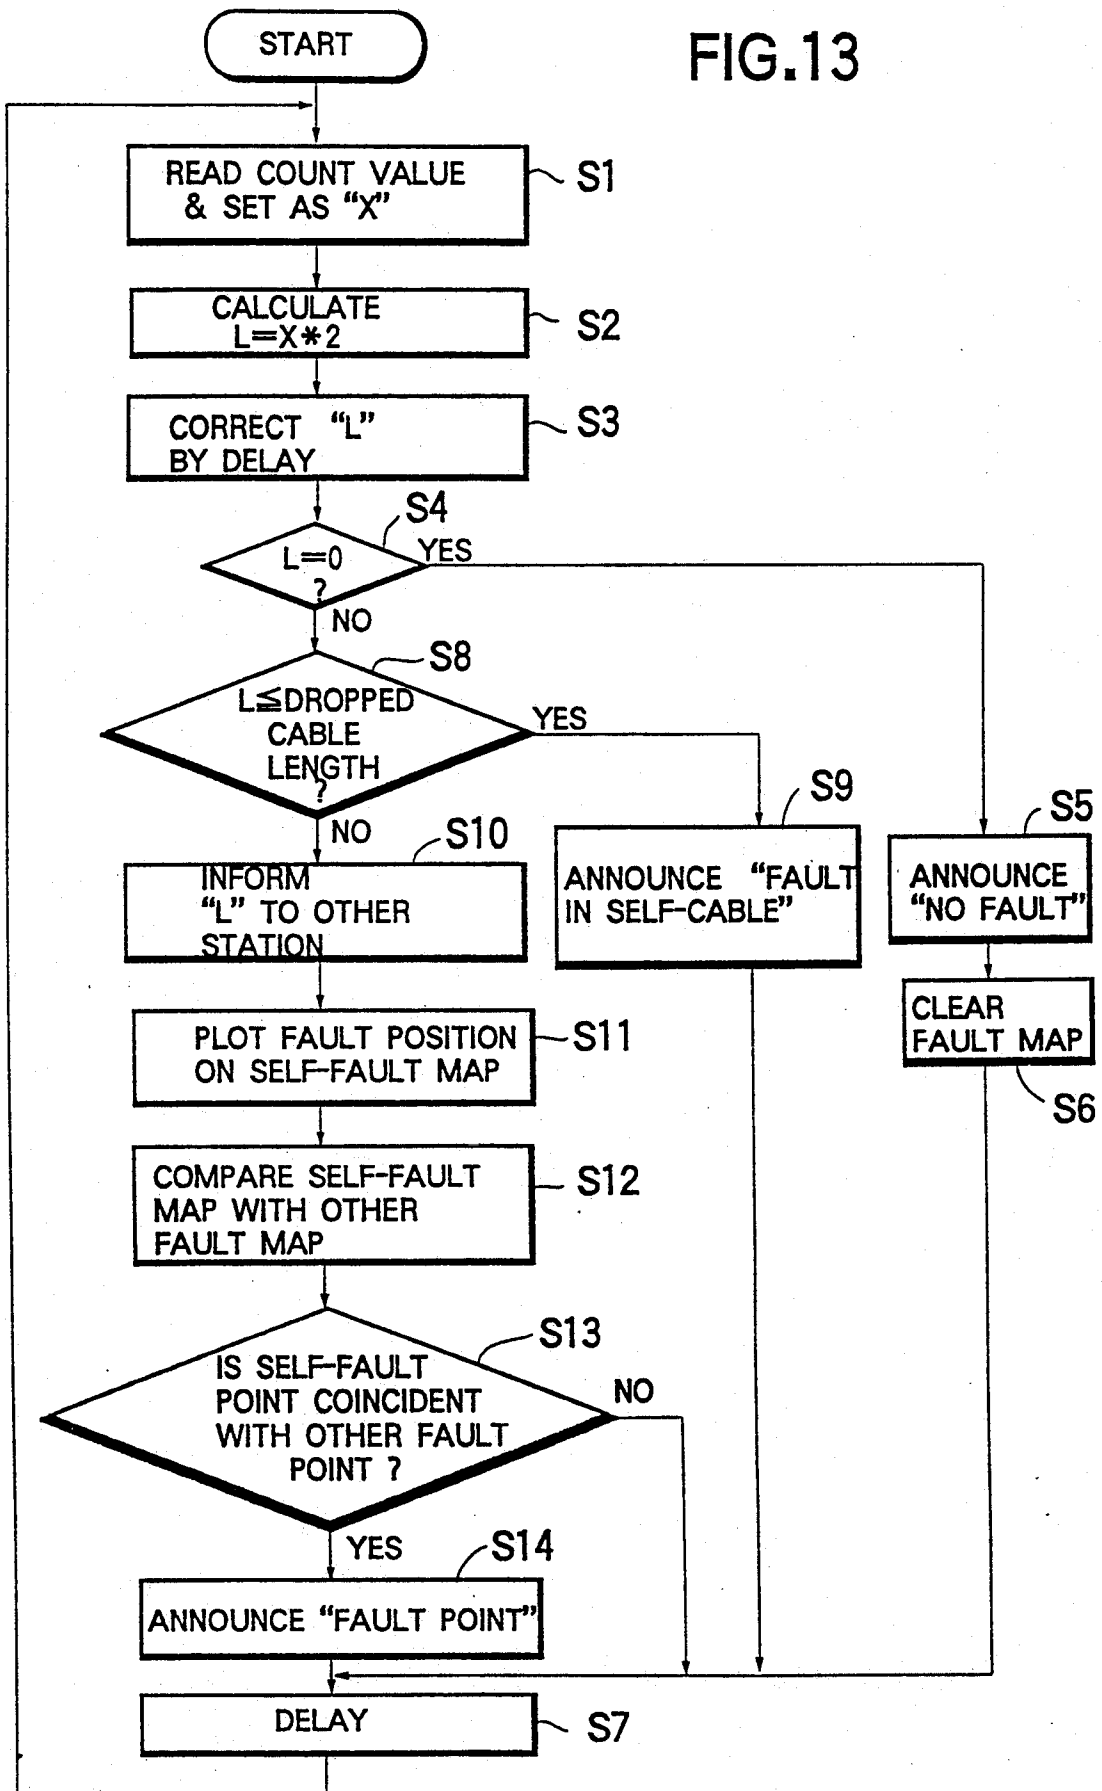 START
FIG.13
READ COUNT VALUE
& SET AS “X”
S1
CALCULATE
L=X*2
S2
CORRECT “L”
BY DELAY
S3
S4
L=0
?
YES
NO
S8
L≦DROPPED
CABLE
LENGTH
?
YES
NO
S9
S5
S10
ANNOUNCE “FAULT
IN SELF-CABLE”
ANNOUNCE
“NO FAULT”
INFORM
“L” TO OTHER
STATION
CLEAR
FAULT MAP
S6
PLOT FAULT POSITION
ON SELF-FAULT MAP
S11
COMPARE SELF-FAULT
MAP WITH OTHER
FAULT MAP
S12
S13
IS SELF-FAULT
POINT COINCIDENT
WITH OTHER FAULT
POINT ?
NO
YES
S14
ANNOUNCE “FAULT POINT”
DELAY
S7